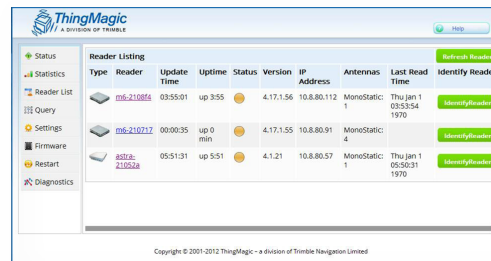 ThingMagic
A DIVISION OF TRIMBLE
Help
Status
Statistics
Reader List
Query
Settings
Firmware
Restart
Diagnostics
Reader Listing
Refresh Reader
Type Reader Update Time Uptime Status Version IP Address Antennas Last Read Time Identify Reade
m6-2108f4 03:55:01 up 3:55 4.17.1.56 10.8.80.112 MonoStatic: 1 Thu Jan 1 03:53:54 1970 IdentifyReader
m6-210717 00:00:35 up 0 min 4.17.1.55 10.8.80.91 MonoStatic: 4 IdentifyReader
astra-21052a 05:51:31 up 5:51 4.1.21 10.8.80.57 MonoStatic: 1 Thu Jan 1 05:50:31 1970 IdentifyReader
Copyright © 2001-2012 ThingMagic – a division of Trimble Navigation Limited